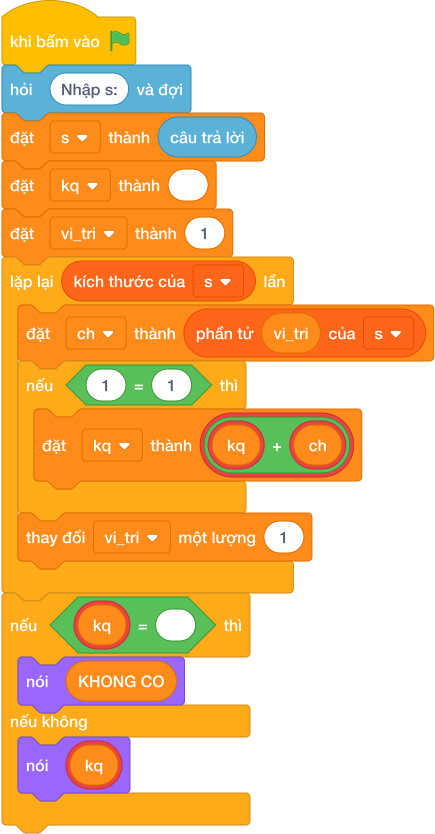 khi bấm vào
hỏi Nhập s: và đợi
đặt s thành câu trả lời
đặt kq thành
đặt vi_tri thành 1
lặp lại kích thước của s lần
đặt ch thành phần tử vi_tri của s
nếu 1 = 1 thì
đặt kq thành kq + ch
thay đổi vi_tri một lượng 1
nếu kq = thì
nói KHONG CO
nếu không
nói kq